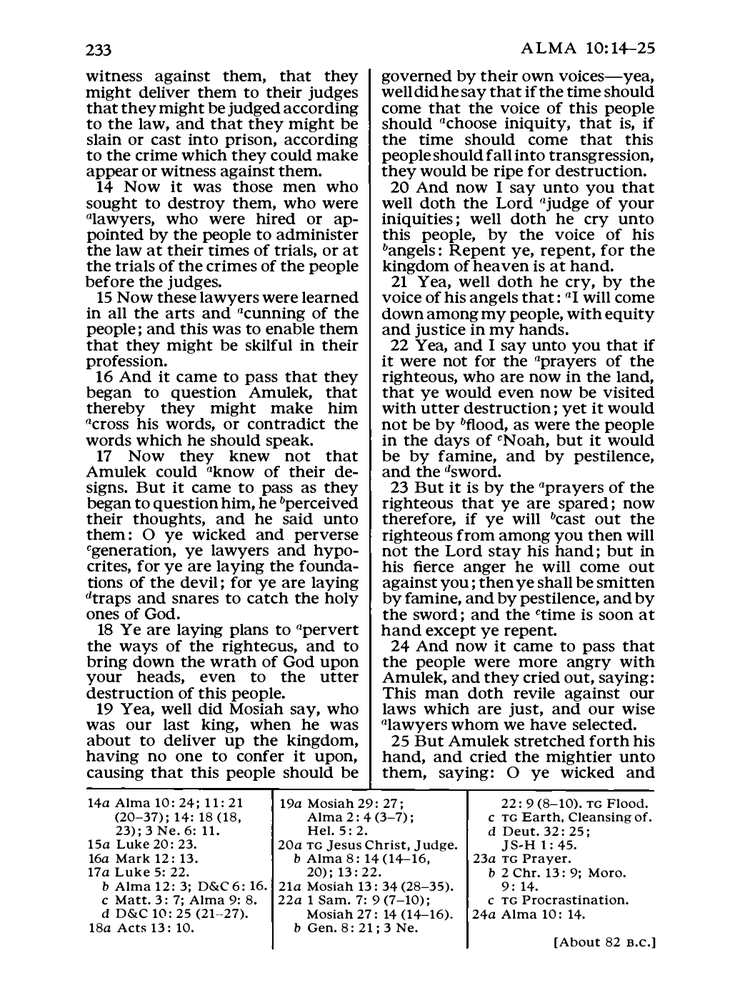 233
ALMA 10:14–25
witness against them, that they
might deliver them to their judges
that they might be judged according
to the law, and that they might be
slain or cast into prison, according
to the crime which they could make
appear or witness against them.
14 Now it was those men who
sought to destroy them, who were
ᵃlawyers, who were hired or ap-
pointed by the people to administer
the law at their times of trials, or at
the trials of the crimes of the people
before the judges.
15 Now these lawyers were learned
in all the arts and ᵃcunning of the
people; and this was to enable them
that they might be skilful in their
profession.
16 And it came to pass that they
began to question Amulek, that
thereby they might make him
ᵃcross his words, or contradict the
words which he should speak.
17 Now they knew not that
Amulek could ᵃknow of their de-
signs. But it came to pass as they
began to question him, he ᵇperceived
their thoughts, and he said unto
them: O ye wicked and perverse
ᶜgeneration, ye lawyers and hypo-
crites, for ye are laying the founda-
tions of the devil; for ye are laying
ᵈtraps and snares to catch the holy
ones of God.
18 Ye are laying plans to ᵃpervert
the ways of the righteous, and to
bring down the wrath of God upon
your heads, even to the utter
destruction of this people.
19 Yea, well did Mosiah say, who
was our last king, when he was
about to deliver up the kingdom,
having no one to confer it upon,
causing that this people should be
governed by their own voices—yea,
well did he say that if the time should
come that the voice of this people
should ᵃchoose iniquity, that is, if
the time should come that this
people should fall into transgression,
they would be ripe for destruction.
20 And now I say unto you that
well doth the Lord ᵃjudge of your
iniquities; well doth he cry unto
this people, by the voice of his
ᵇangels: Repent ye, repent, for the
kingdom of heaven is at hand.
21 Yea, well doth he cry, by the
voice of his angels that: ᵃI will come
down among my people, with equity
and justice in my hands.
22 Yea, and I say unto you that if
it were not for the ᵃprayers of the
righteous, who are now in the land,
that ye would even now be visited
with utter destruction; yet it would
not be by ᵇflood, as were the people
in the days of ᶜNoah, but it would
be by famine, and by pestilence,
and the ᵈsword.
23 But it is by the ᵃprayers of the
righteous that ye are spared; now
therefore, if ye will ᵇcast out the
righteous from among you then will
not the Lord stay his hand; but in
his fierce anger he will come out
against you; then ye shall be smitten
by famine, and by pestilence, and by
the sword; and the ᶜtime is soon at
hand except ye repent.
24 And now it came to pass that
the people were more angry with
Amulek, and they cried out, saying:
This man doth revile against our
laws which are just, and our wise
ᵃlawyers whom we have selected.
25 But Amulek stretched forth his
hand, and cried the mightier unto
them, saying: O ye wicked and
14a Alma 10: 24; 11: 21
(20–37); 14: 18 (18,
23); 3 Ne. 6: 11.
15a Luke 20: 23.
16a Mark 12: 13.
17a Luke 5: 22.
b Alma 12: 3; D&C 6: 16.
c Matt. 3: 7; Alma 9: 8.
d D&C 10: 25 (21–27).
18a Acts 13: 10.
19a Mosiah 29: 27;
Alma 2: 4 (3–7);
Hel. 5: 2.
20a TG Jesus Christ, Judge.
b Alma 8: 14 (14–16,
20); 13: 22.
21a Mosiah 13: 34 (28–35).
22a 1 Sam. 7: 9 (7–10);
Mosiah 27: 14 (14–16).
b Gen. 8: 21; 3 Ne.
22: 9 (8–10). TG Flood.
c TG Earth, Cleansing of.
d Deut. 32: 25;
JS-H 1: 45.
23a TG Prayer.
b 2 Chr. 13: 9; Moro.
9: 14.
c TG Procrastination.
24a Alma 10: 14.
[About 82 B.C.]